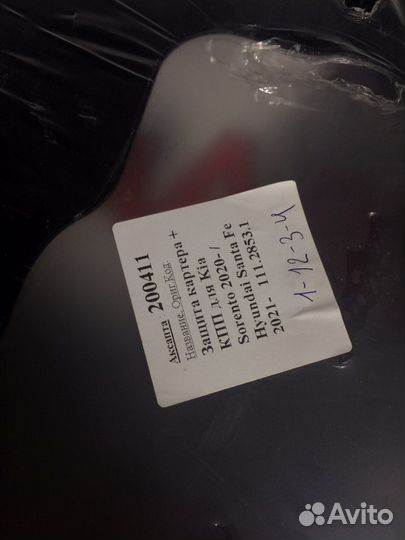 Аксапта : 200411
Название, Ориг.Код:
Защита картера +
КПП для Kia
Sorento 2020- /
Hyundai Santa Fe
2021- 111.2853.1
1-12-3-4
Avito